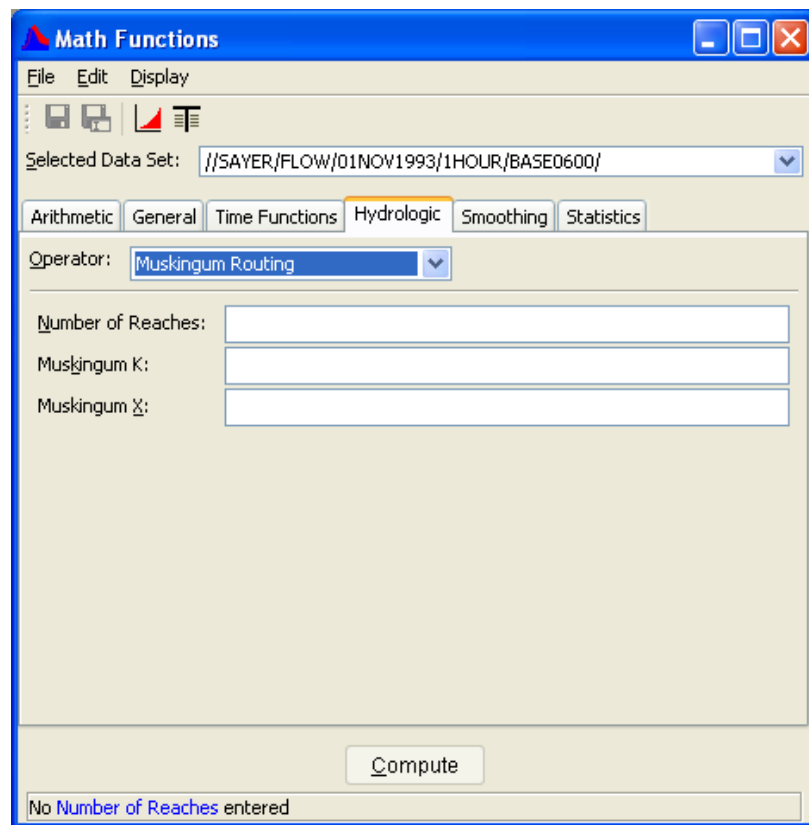 Math Functions
File Edit Display
Selected Data Set: //SAYER/FLOW/01NOV1993/1HOUR/BASE0600/
Arithmetic General Time Functions Hydrologic Smoothing Statistics
Operator: Muskingum Routing
Number of Reaches:
Muskingum K:
Muskingum X:
Compute
No Number of Reaches entered